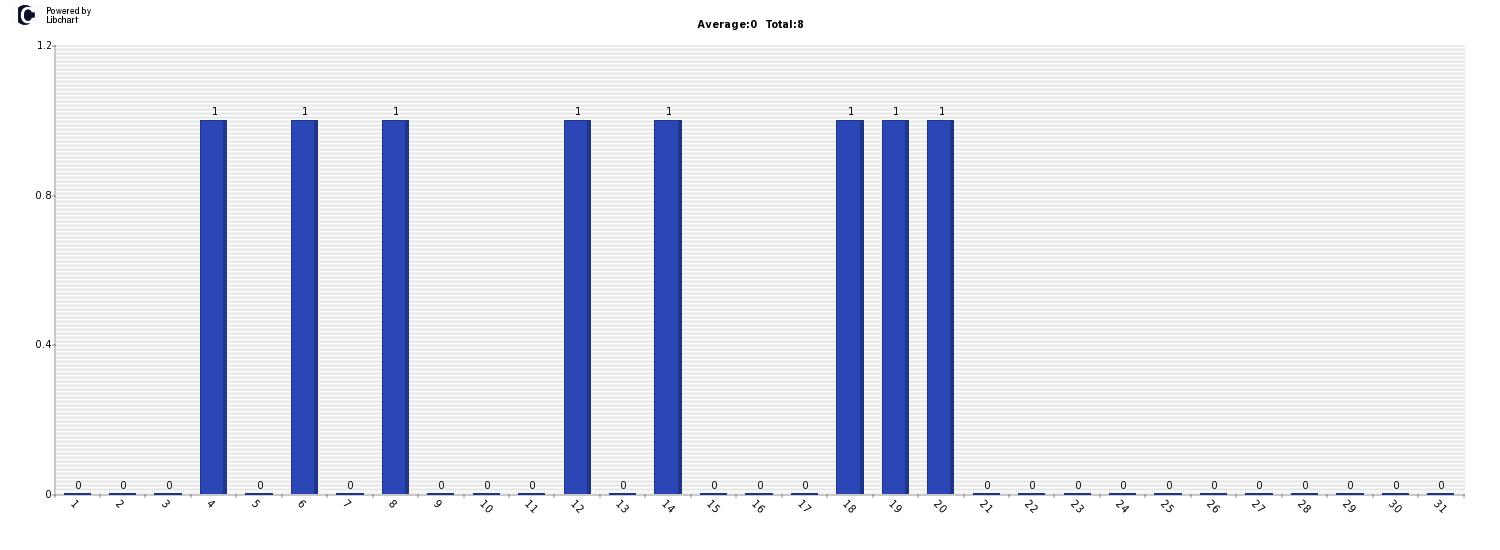 Powered by
Libchart
Average:0 Total:8
1.2
1 1 1 1 1 1 1 1
0.8
0.4
0 0 0 0 0 0 0 0 0 0 0 0 0 0 0 0 0 0 0 0 0 0 0
0
1 2 3 4 5 6 7 8 9 10 11 12 13 14 15 16 17 18 19 20 21 22 23 24 25 26 27 28 29 30 31